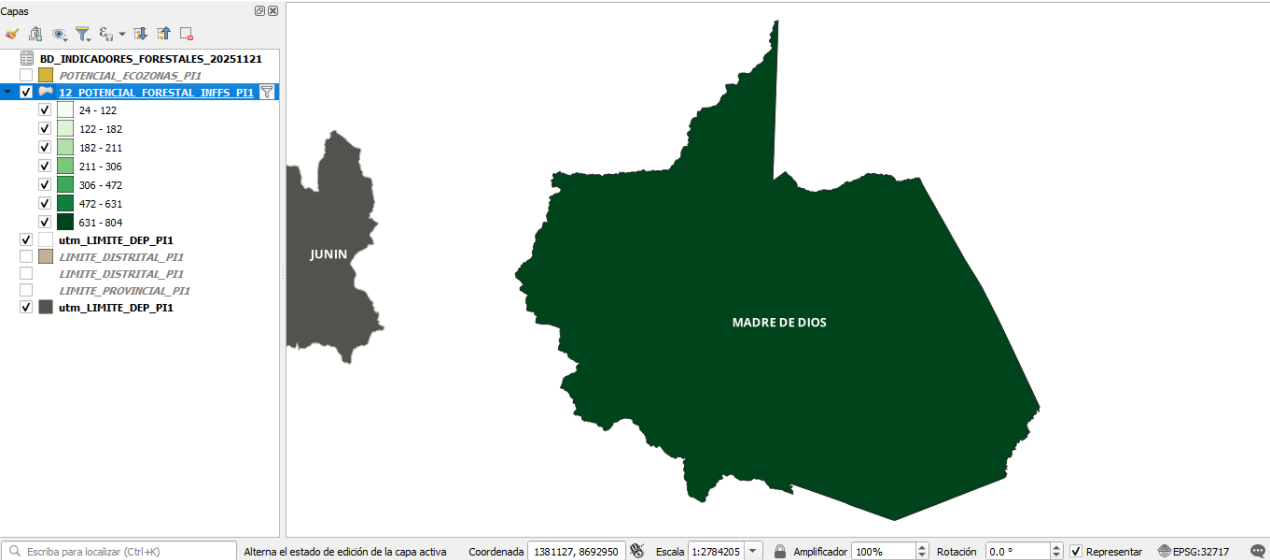 Capas
BD_INDICADORES_FORESTALES_20251121
POTENCIAL_ECOZONAS_PI1
12_POTENCIAL_FORESTAL_INFFS_PI1
24 - 122
122 - 182
182 - 211
211 - 306
306 - 472
472 - 631
631 - 804
utm_LIMITE_DEP_PI1
LIMITE_DISTRITAL_PI1
LIMITE_DISTRITAL_PI1
LIMITE_PROVINCIAL_PI1
utm_LIMITE_DEP_PI1
JUNIN
MADRE DE DIOS
Escriba para localizar (Ctrl+K) Alterna el estado de edición de la capa activa Coordenada 1381127, 8692950 Escala 1:2784205 Amplificador 100% Rotación 0.0 ° Representar EPSG:32717